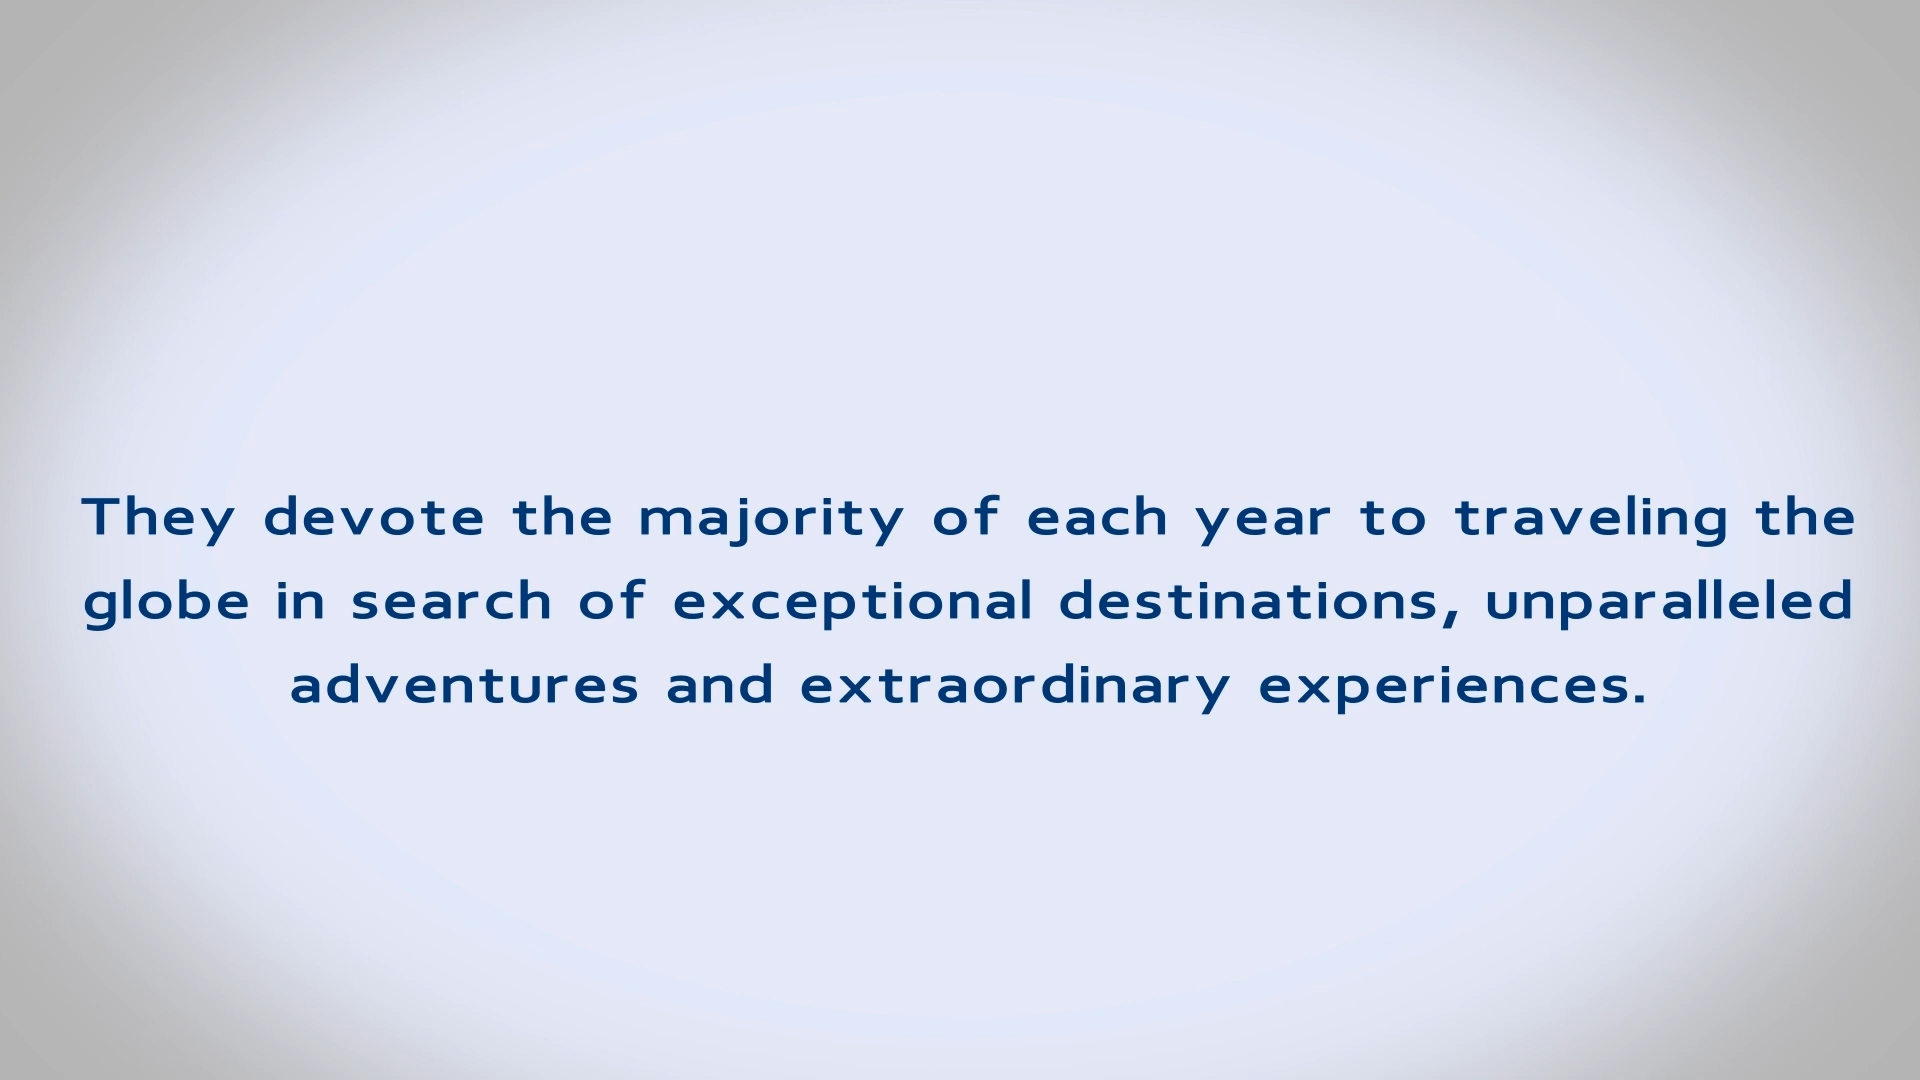 They devote the majority of each year to traveling the
globe in search of exceptional destinations, unparalleled
adventures and extraordinary experiences.